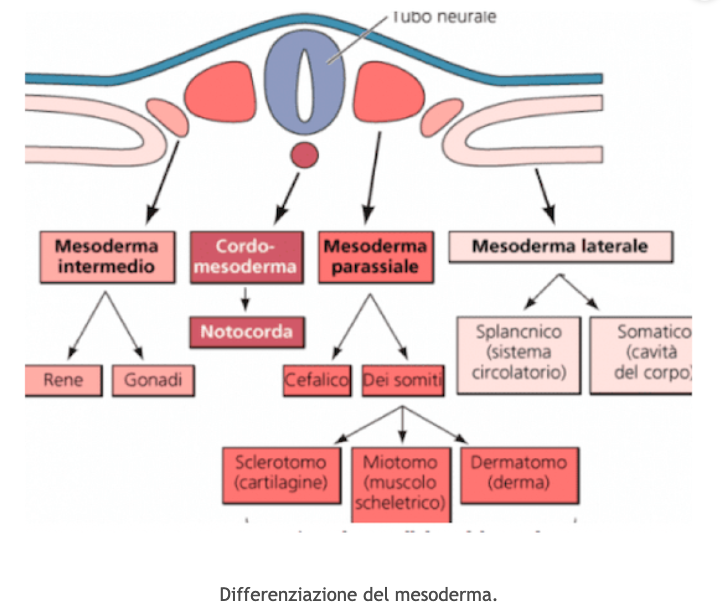 Tubo neurale
Mesoderma
intermedio
Cordo-
mesoderma
Mesoderma
parassiale
Mesoderma laterale
Notocorda
Splancnico
(sistema
circolatorio)
Somatico
(cavità
del corpo)
Rene
Gonadi
Cefalico
Dei somiti
Sclerotomo
(cartilagine)
Miotomo
(muscolo
scheletrico)
Dermatomo
(derma)
Differenziazione del mesoderma.